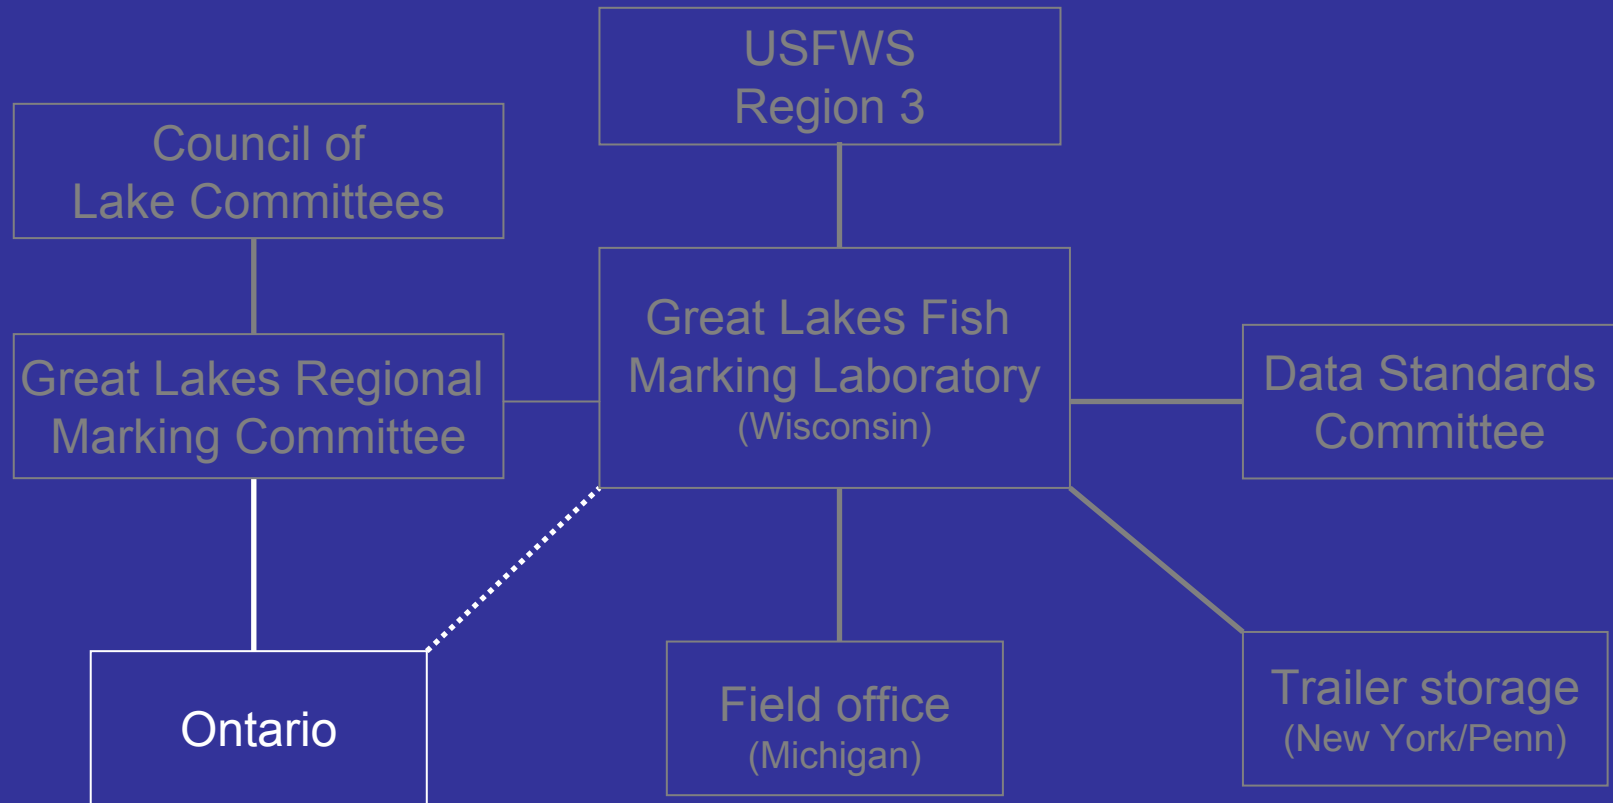 USFWS
Region 3
Council of
Lake Committees
Great Lakes Fish
Marking Laboratory
(Wisconsin)
Great Lakes Regional
Marking Committee
Data Standards
Committee
Ontario
Field office
(Michigan)
Trailer storage
(New York/Penn)